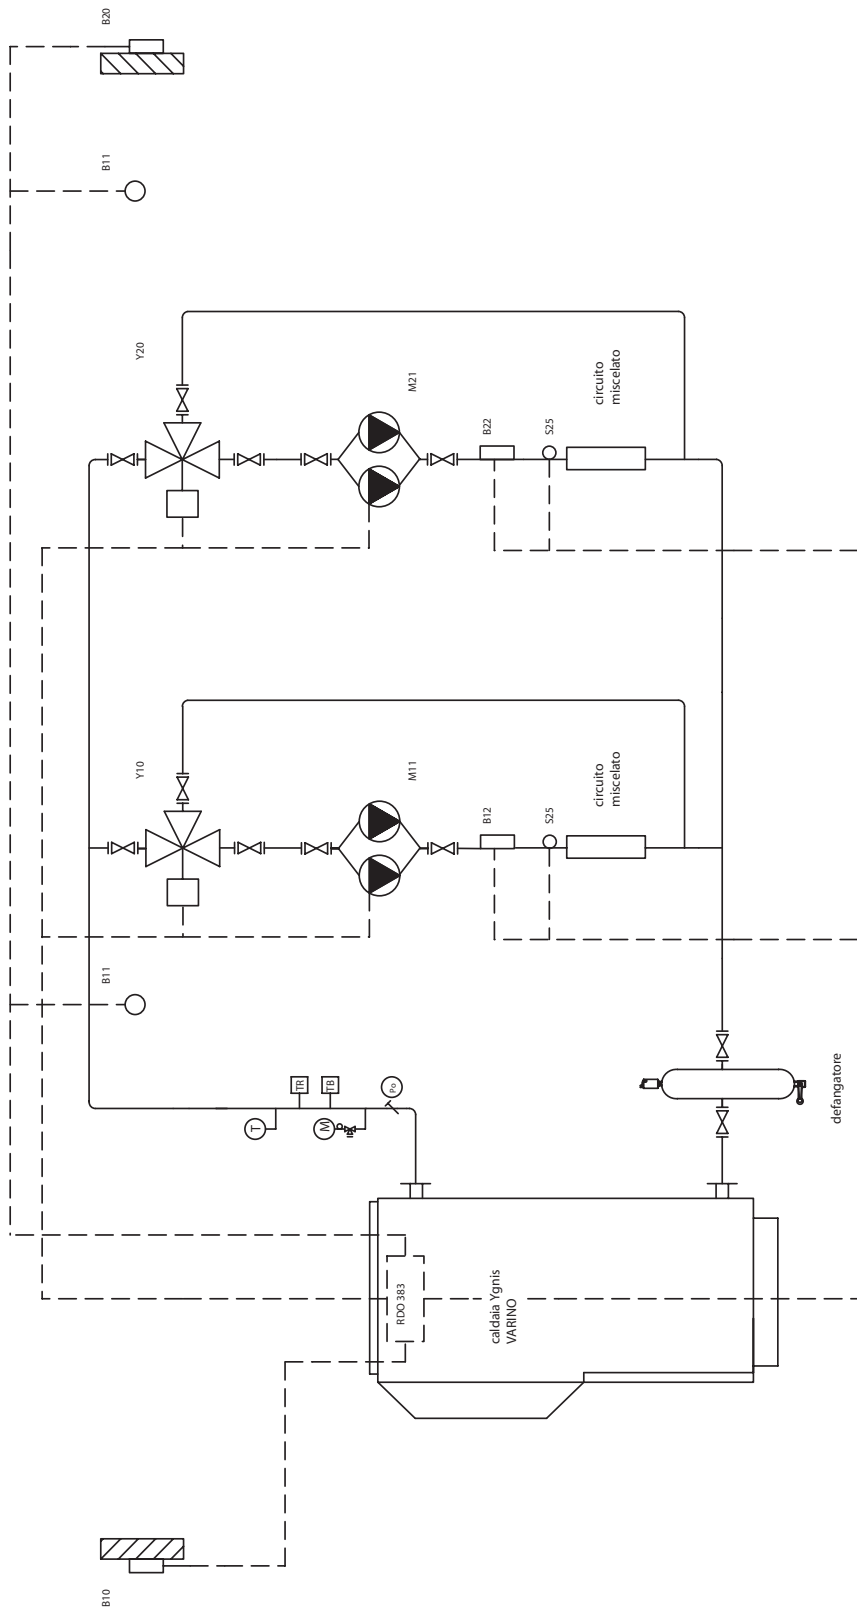 B20
B11
Y20
M21
B22
S25
circuito
miscelato
Y10
M11
B12
S25
circuito
miscelato
B11
T
TR
M
TB
Po
defangatore
RDO 383
caldaia Ygnis
VARINO
B10